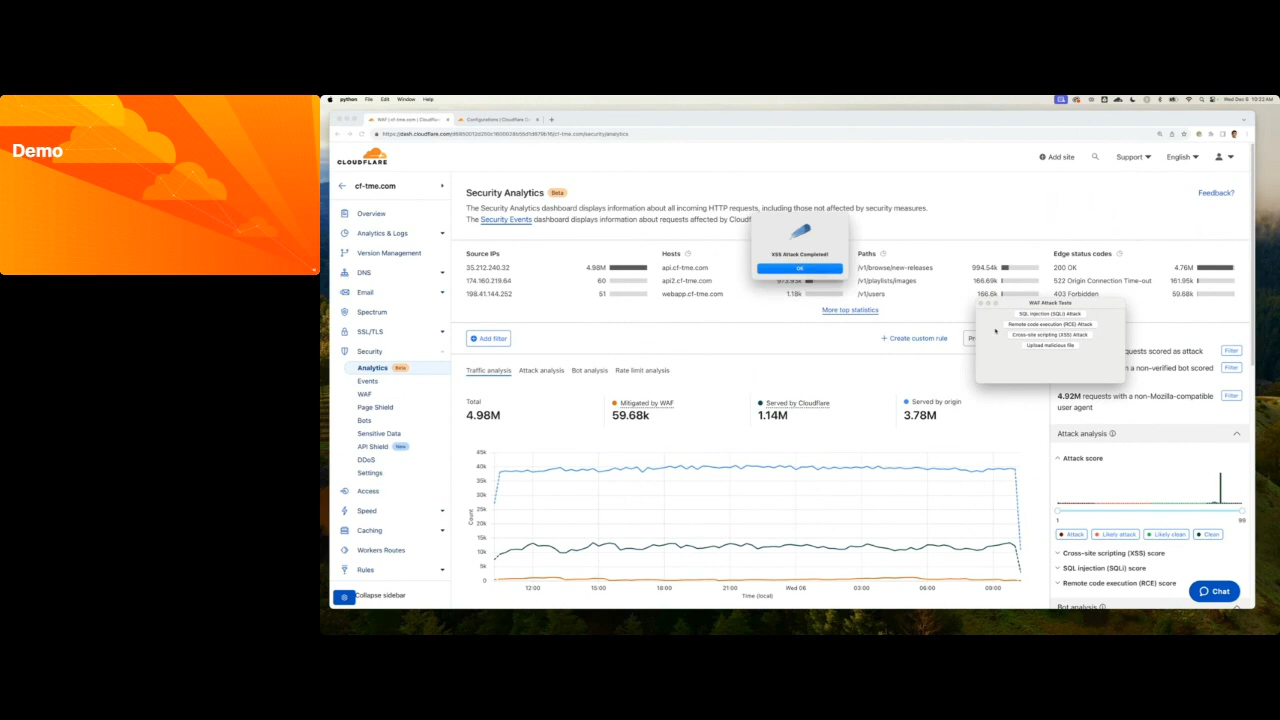 Demo
python File Edit Window Help
Wed Dec 6 10:22 AM
WAF | cf-tme.com | Cloudflare
Configurations | Cloudflare
CLOUDFLARE
Add site
Support
English
cf-tme.com
Overview
Analytics & Logs
Version Management
DNS
Email
Spectrum
SSL/TLS
Security
Analytics Beta
Events
WAF
Page Shield
Bots
Sensitive Data
API Shield New
DDoS
Settings
Access
Speed
Caching
Workers Routes
Rules
Collapse sidebar
Security Analytics Beta
Feedback?
The Security Analytics dashboard displays information about all incoming HTTP requests, including those not affected by security measures.
The Security Events dashboard displays information about requests affected by Cloudf
XSS Attack Completed!
OK
Source IPs
35.212.240.32 4.98M
174.160.219.64 60
198.41.144.252 51
Hosts
api.cf-tme.com
api2.cf-tme.com
webapp.cf-tme.com 1.18k
Paths
/v1/browse/new-releases 994.54k
/v1/playlists/images 166.69k
/v1/users 166.6k
Edge status codes
200 OK 4.76M
522 Origin Connection Time-out 161.95k
403 Forbidden 59.68k
More top statistics
WAF Attack Tests
SQL injection (SQLi) Attack
Remote code execution (RCE) Attack
Cross-site scripting (XSS) Attack
Upload malicious file
Add filter
Create custom rule
Traffic analysis Attack analysis Bot analysis Rate limit analysis
Total
4.98M
Mitigated by WAF
59.68k
Served by Cloudflare
1.14M
Served by origin
3.78M
45k
40k
35k
30k
25k
20k
15k
10k
5k
0
Count
12:00 15:00 18:00 21:00 Wed 06 03:00 06:00 09:00
Time (local)
quests scored as attack Filter
n a non-verified bot scored Filter
4.92M requests with a non-Mozilla-compatible Filter
user agent
Attack analysis
Attack score
1 99
Attack Likely attack Likely clean Clean
Cross-site scripting (XSS) score
SQL injection (SQLi) score
Remote code execution (RCE) score
Bot analysis
Chat